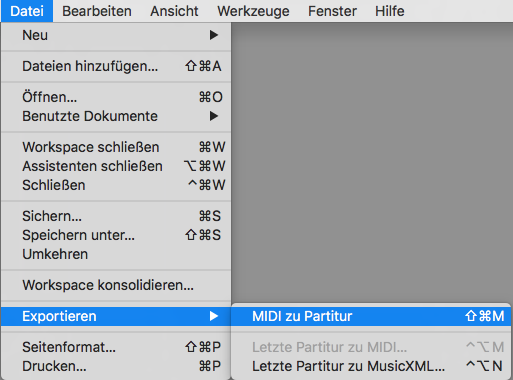 Datei Bearbeiten Ansicht Werkzeuge Fenster Hilfe
Neu ▶
Dateien hinzufügen... ⇧⌘A
Öffnen... ⌘O
Benutzte Dokumente ▶
Workspace schließen ⌘W
Assistenten schließen ⌥⌘W
Schließen ^⌘W
Sichern... ⌘S
Speichern unter... ⇧⌘S
Umkehren
Workspace konsolidieren...
Exportieren ▶ MIDI zu Partitur ⇧⌘M
Seitenformat... ⇧⌘P Letzte Partitur zu MIDI... ^⌥M
Drucken... ⌘P Letzte Partitur zu MusicXML... ^⌥N